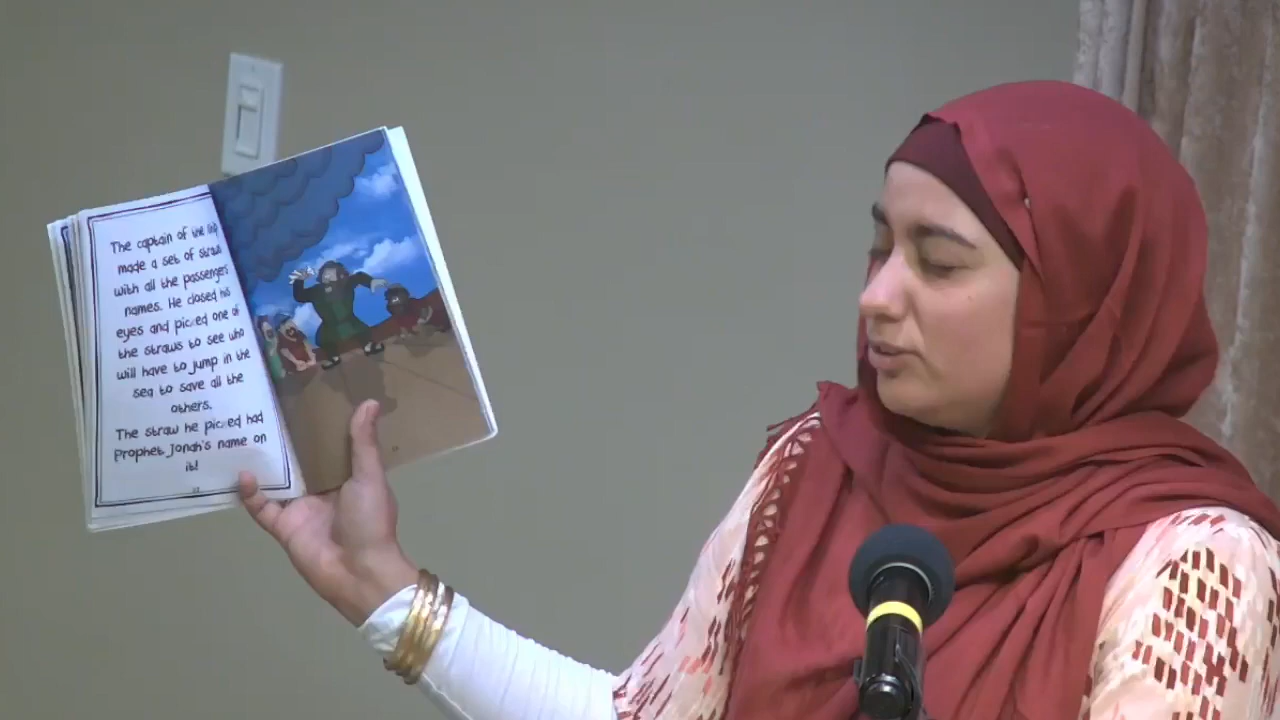 The captain of the ship
made a set of straws
with all the passengers
names. He closed his
eyes and picked one of
the straws to see who
will have to jump in the
sea to save all the
others.
The straw he picked had
Prophet Jonah's name on
it!